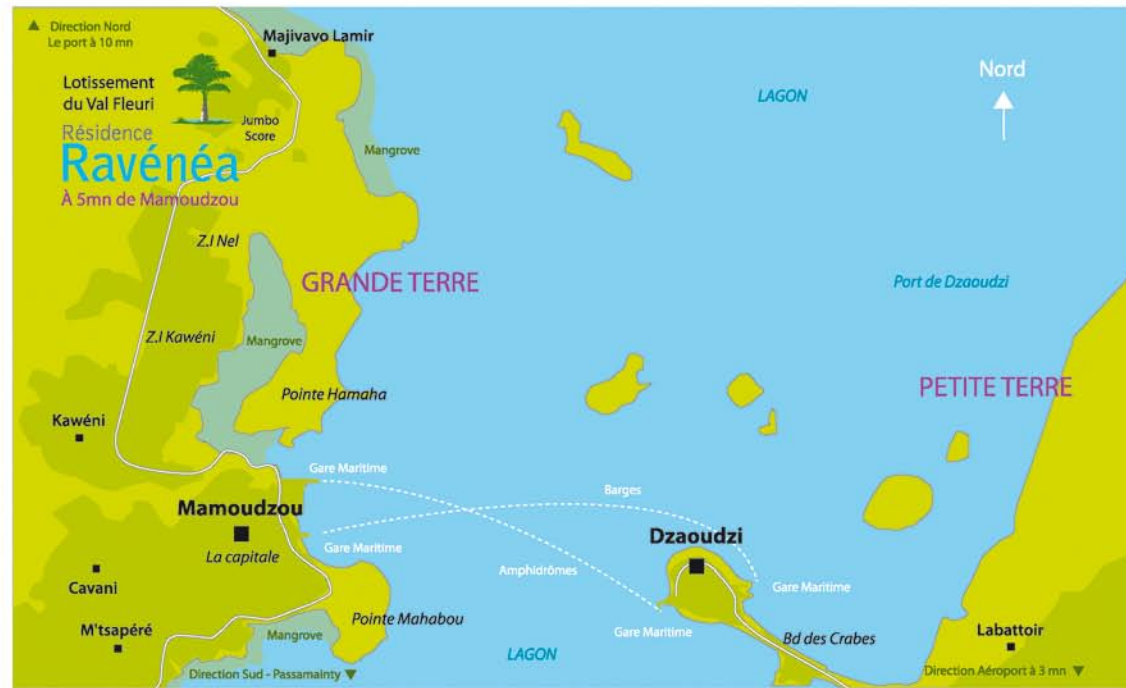 ▲ Direction Nord
Le port à 10 mn
Majivavo Lamir
Lotissement
du Val Fleuri
Jumbo
Score
Résidence
Ravénéa
À 5mn de Mamoudzou
Nord
LAGON
Mangrove
Z.I Nel
GRANDE TERRE
Port de Dzaoudzi
Z.I Kawéni
Mangrove
Pointe Hamaha
PETITE TERRE
Kawéni
Gare Maritime
Barges
Mamoudzou
La capitale
Gare Maritime
Dzaoudzi
Amphidrômes
Gare Maritime
Cavani
Pointe Mahabou
Gare Maritime
M'tsapéré
Mangrove
Bd des Crabes
Labattoir
LAGON
Direction Sud - Passamainty ▼
Direction Aéroport à 3 mn ▼